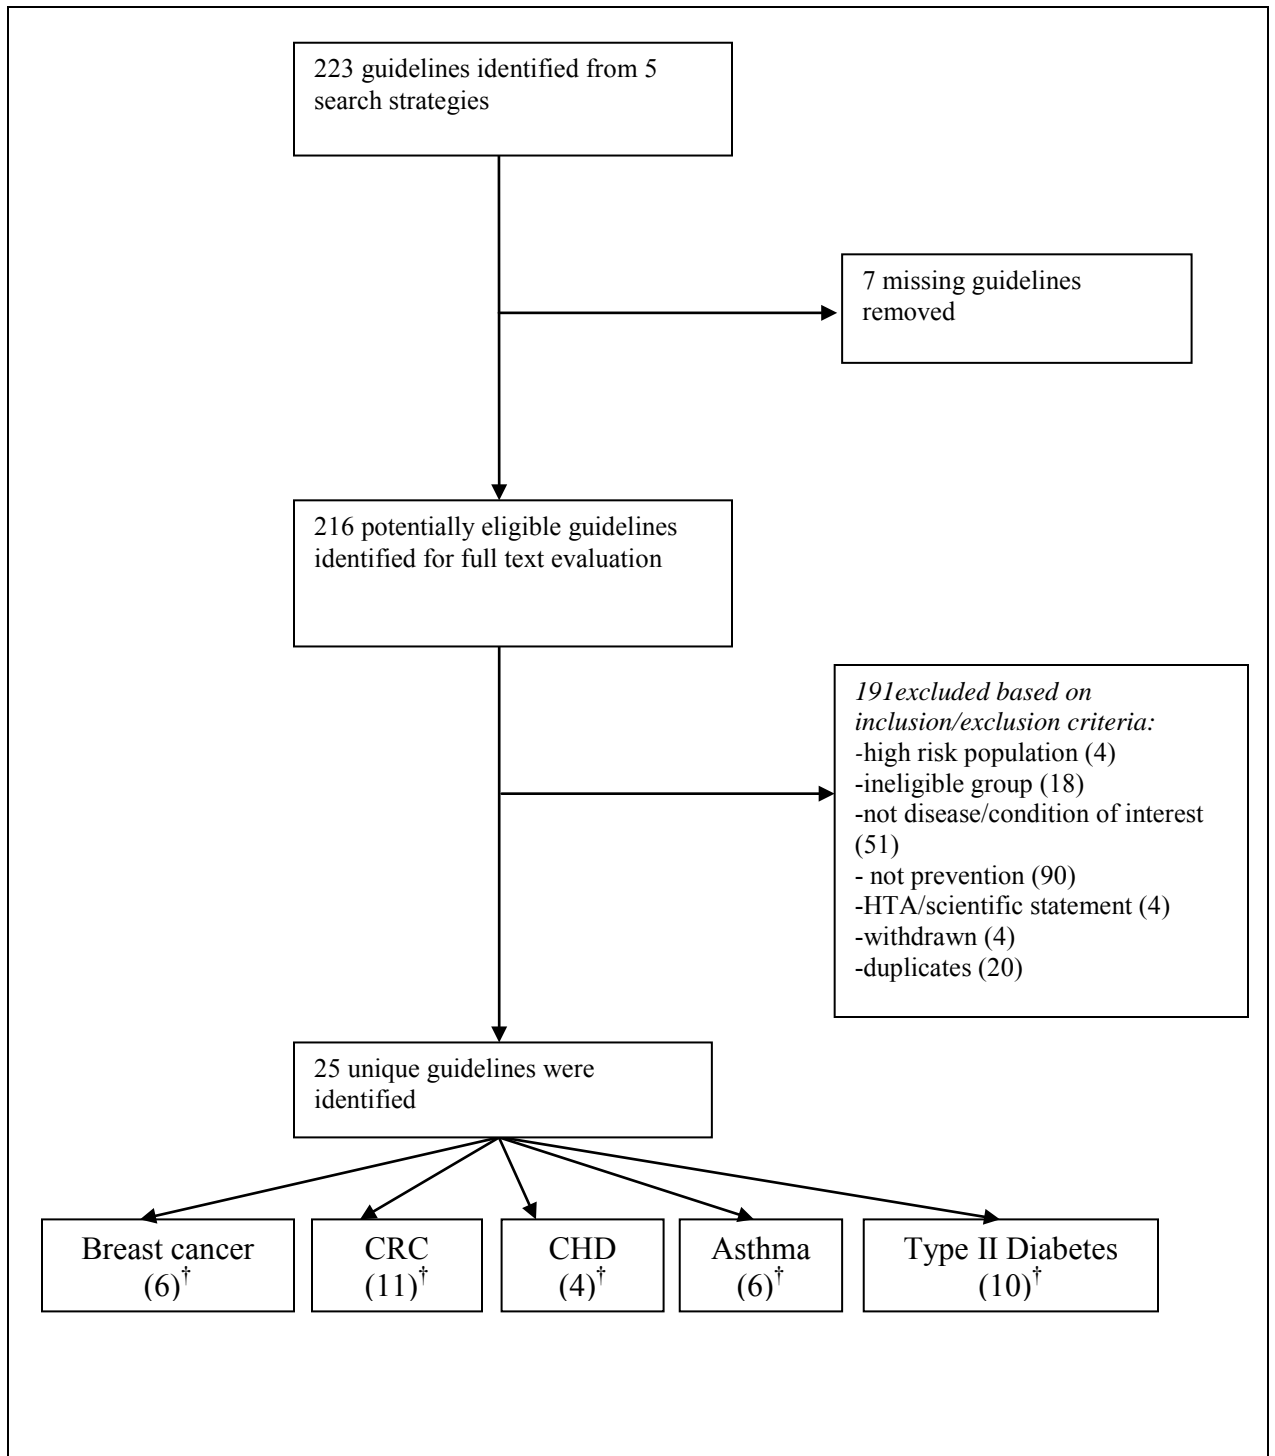 223 guidelines identified from 5
search strategies
7 missing guidelines
removed
216 potentially eligible guidelines
identified for full text evaluation
191excluded based on
inclusion/exclusion criteria:
-high risk population (4)
-ineligible group (18)
-not disease/condition of interest
(51)
- not prevention (90)
-HTA/scientific statement (4)
-withdrawn (4)
-duplicates (20)
25 unique guidelines were
identified
Breast cancer
(6)†
CRC
(11)†
CHD
(4)†
Asthma
(6)†
Type II Diabetes
(10)†